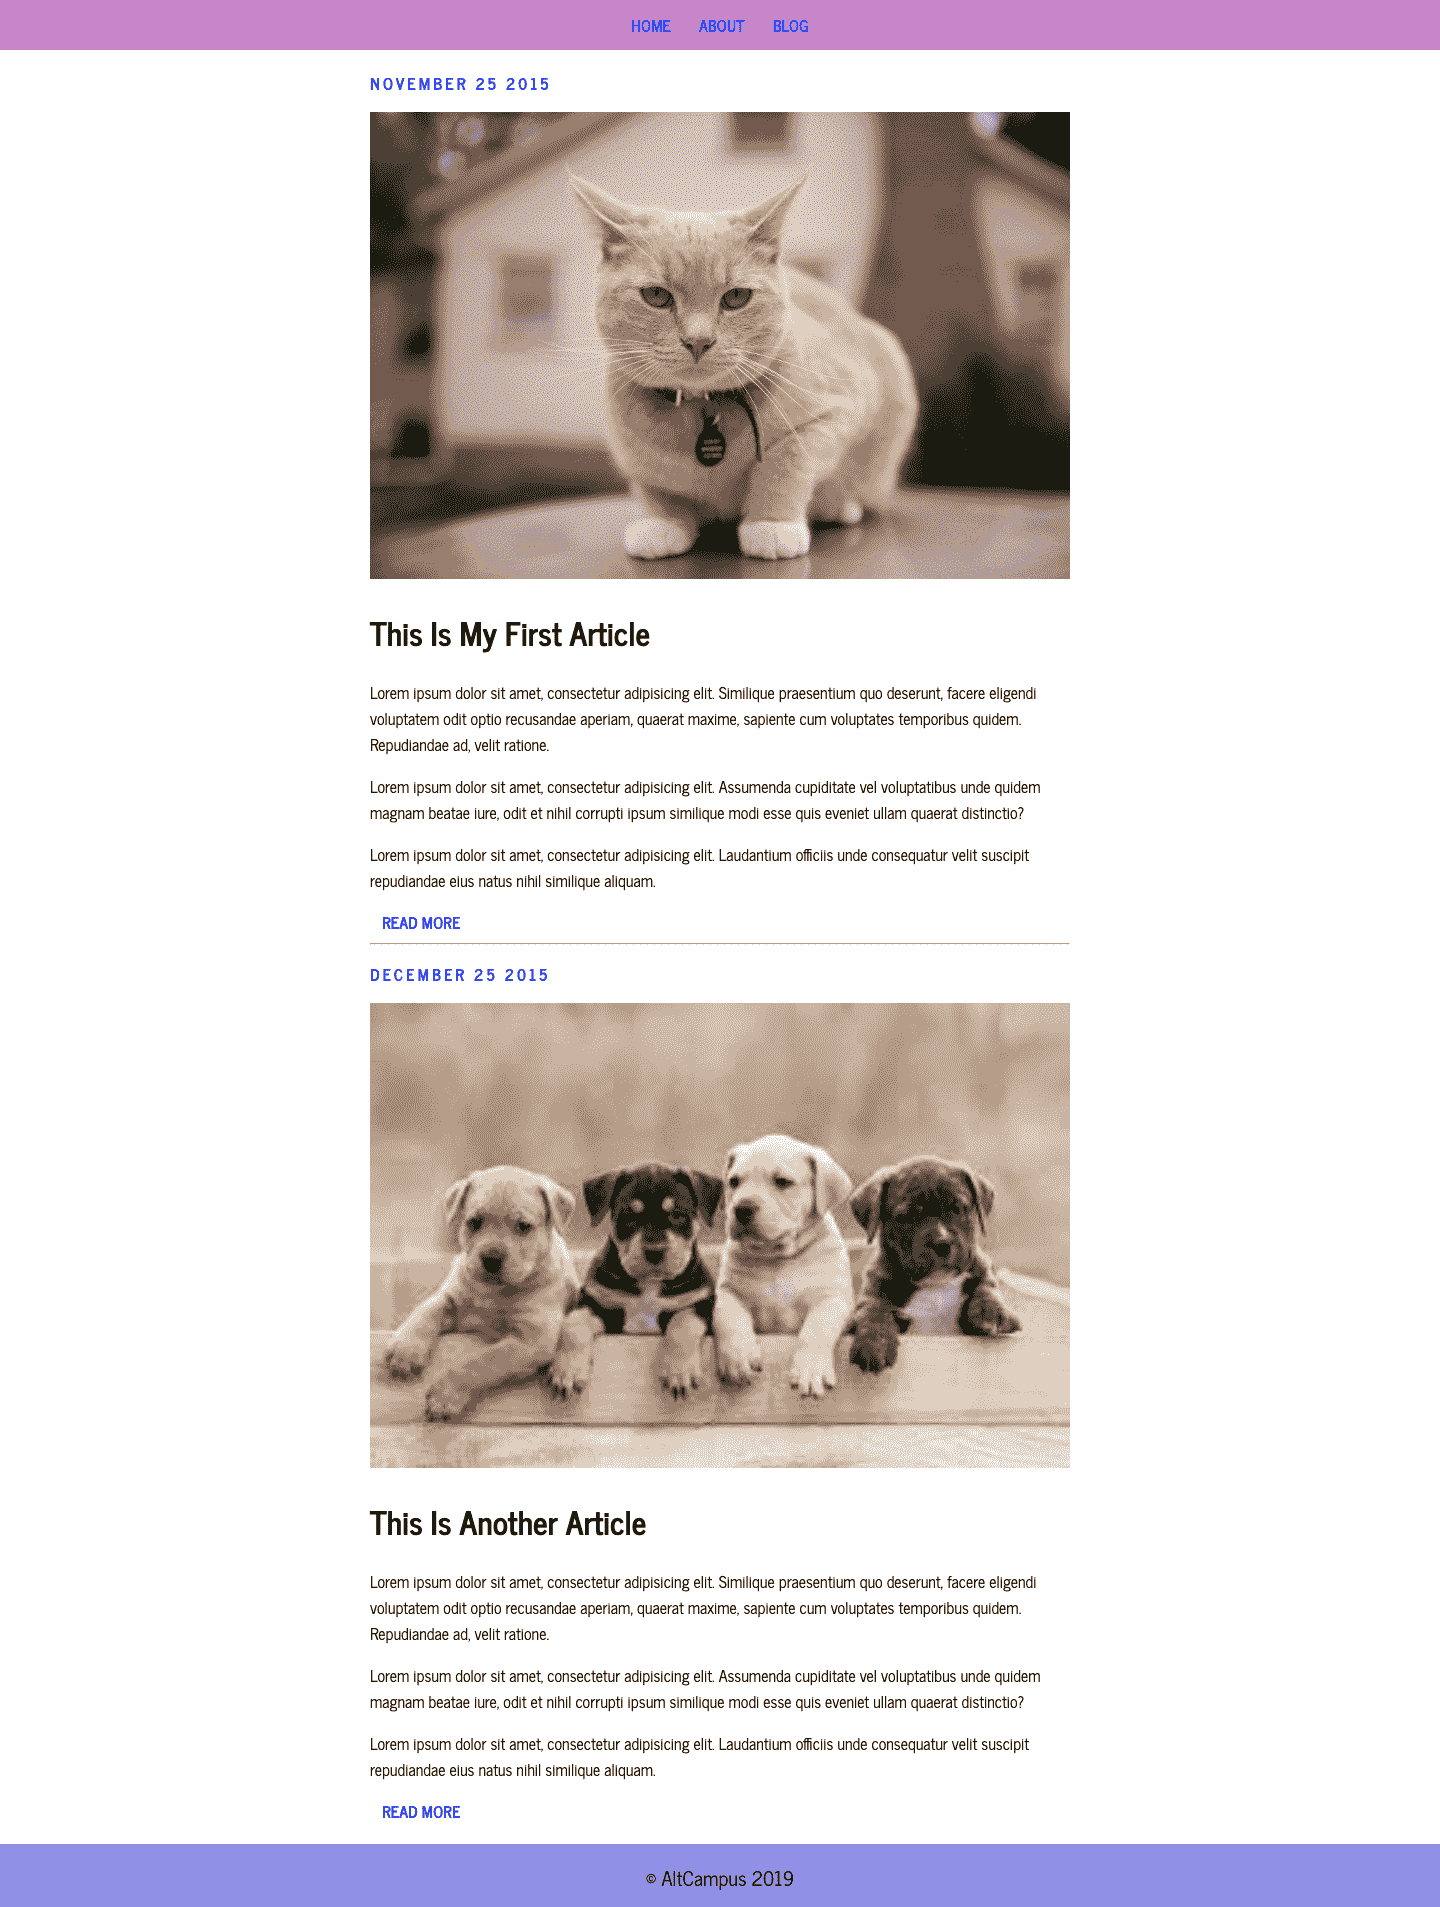 HOME ABOUT BLOG
NOVEMBER 25 2015
This Is My First Article
Lorem ipsum dolor sit amet, consectetur adipisicing elit. Similique praesentium quo deserunt, facere eligendi
voluptatem odit optio recusandae aperiam, quaerat maxime, sapiente cum voluptates temporibus quidem.
Repudiandae ad, velit ratione.
Lorem ipsum dolor sit amet, consectetur adipisicing elit. Assumenda cupiditate vel voluptatibus unde quidem
magnam beatae iure, odit et nihil corrupti ipsum similique modi esse quis eveniet ullam quaerat distinctio?
Lorem ipsum dolor sit amet, consectetur adipisicing elit. Laudantium officiis unde consequatur velit suscipit
repudiandae eius natus nihil similique aliquam.
READ MORE
DECEMBER 25 2015
This Is Another Article
Lorem ipsum dolor sit amet, consectetur adipisicing elit. Similique praesentium quo deserunt, facere eligendi
voluptatem odit optio recusandae aperiam, quaerat maxime, sapiente cum voluptates temporibus quidem.
Repudiandae ad, velit ratione.
Lorem ipsum dolor sit amet, consectetur adipisicing elit. Assumenda cupiditate vel voluptatibus unde quidem
magnam beatae iure, odit et nihil corrupti ipsum similique modi esse quis eveniet ullam quaerat distinctio?
Lorem ipsum dolor sit amet, consectetur adipisicing elit. Laudantium officiis unde consequatur velit suscipit
repudiandae eius natus nihil similique aliquam.
READ MORE
© AltCampus 2019